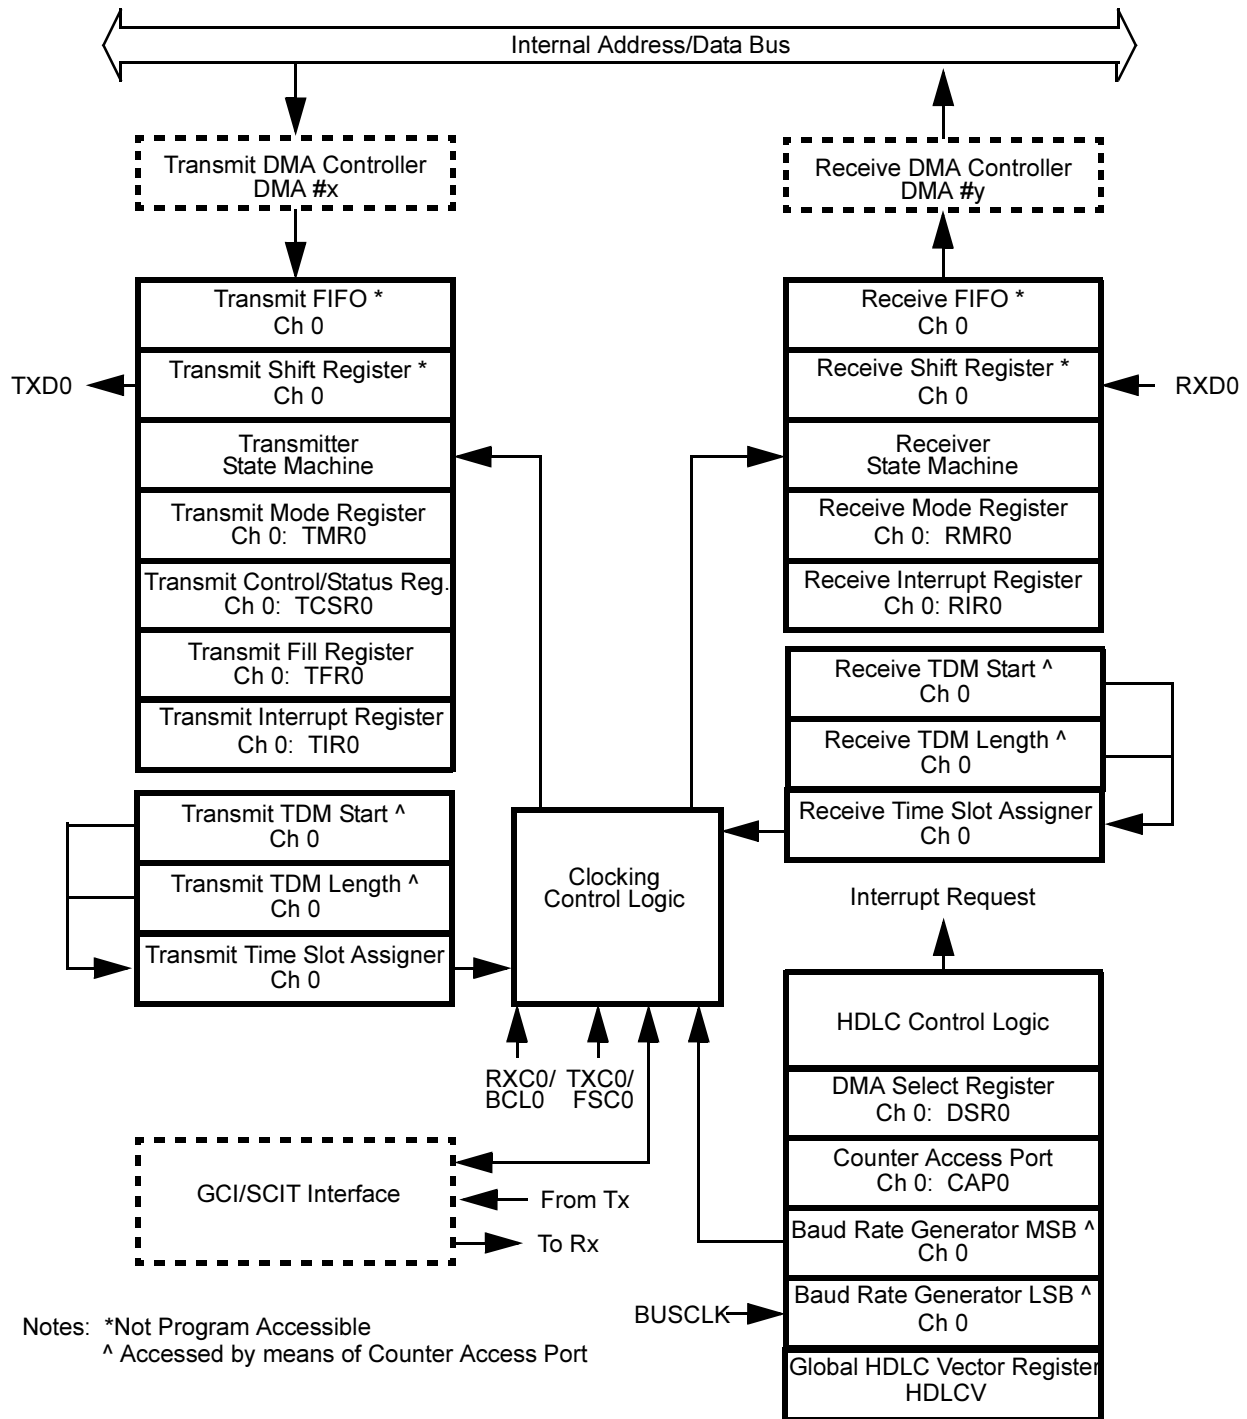 Internal Address/Data Bus
Transmit DMA Controller
DMA #x
Receive DMA Controller
DMA #y
Transmit FIFO *
Ch 0
Transmit Shift Register *
Ch 0
TXD0
Transmitter
State Machine
Transmit Mode Register
Ch 0: TMR0
Transmit Control/Status Reg.
Ch 0: TCSR0
Transmit Fill Register
Ch 0: TFR0
Transmit Interrupt Register
Ch 0: TIR0
Receive FIFO *
Ch 0
Receive Shift Register *
Ch 0
RXD0
Receiver
State Machine
Receive Mode Register
Ch 0: RMR0
Receive Interrupt Register
Ch 0: RIR0
Receive TDM Start ^
Ch 0
Receive TDM Length ^
Ch 0
Receive Time Slot Assigner
Ch 0
Transmit TDM Start ^
Ch 0
Transmit TDM Length ^
Ch 0
Transmit Time Slot Assigner
Ch 0
Clocking
Control Logic
Interrupt Request
RXC0/
BCL0
TXC0/
FSC0
HDLC Control Logic
DMA Select Register
Ch 0: DSR0
Counter Access Port
Ch 0: CAP0
Baud Rate Generator MSB ^
Ch 0
Baud Rate Generator LSB ^
Ch 0
Global HDLC Vector Register
HDLCV
GCI/SCIT Interface
From Tx
To Rx
BUSCLK
Notes: *Not Program Accessible
^ Accessed by means of Counter Access Port